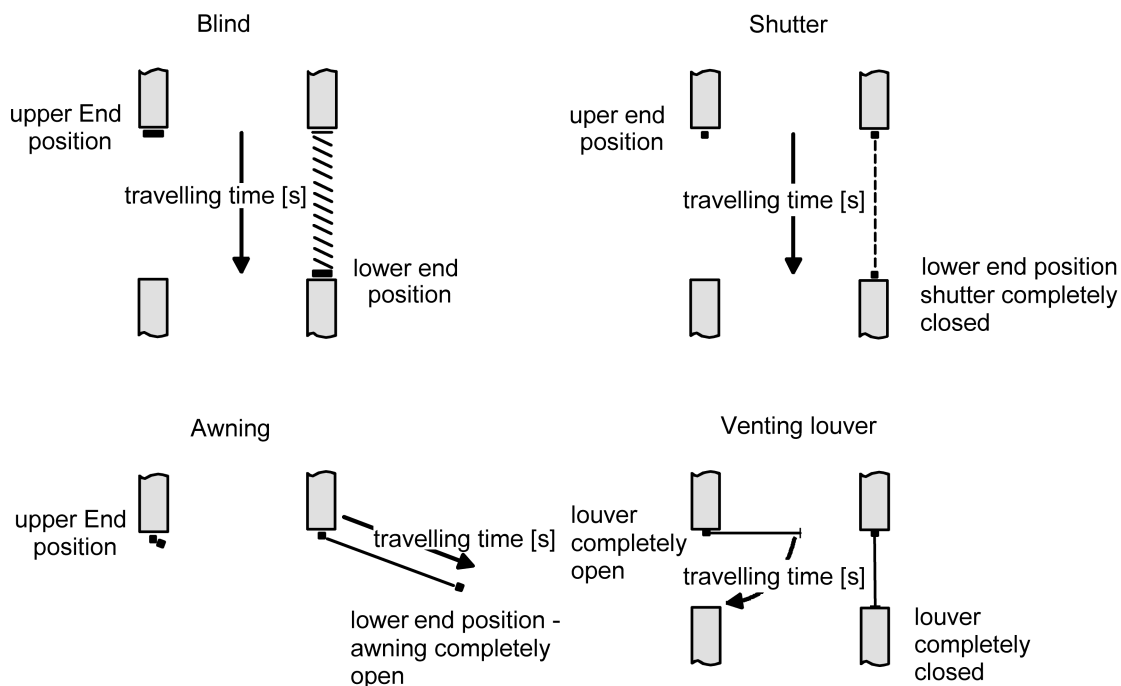 Blind
upper End
position
travelling time [s]
lower end
position
Shutter
uper end
position
travelling time [s]
lower end position
shutter completely
closed
Awning
upper End
position
travelling time [s]
lower end position -
awning completely
open
Venting louver
louver
completely
open
travelling time [s]
louver
completely
closed